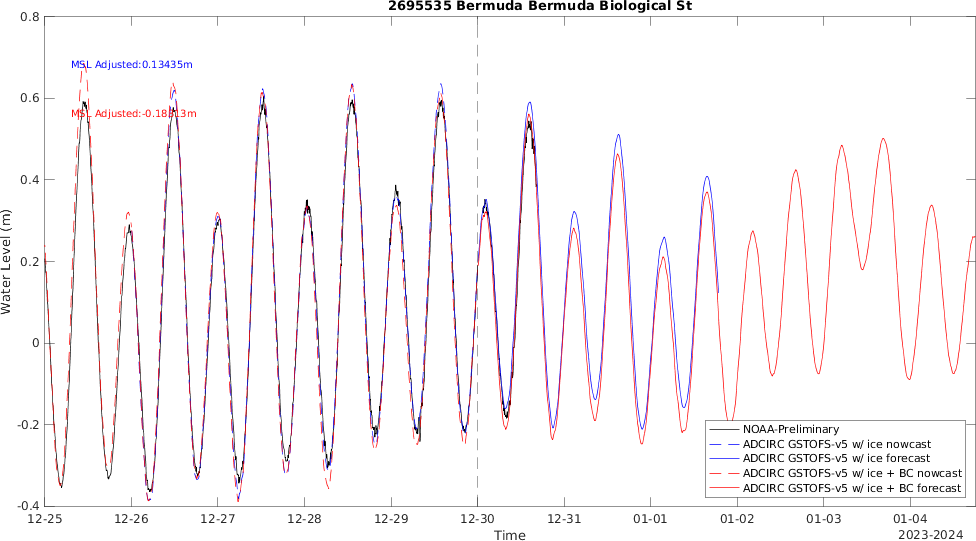 2695535 Bermuda Bermuda Biological St
0.8
0.6
0.4
0.2
0
-0.2
-0.4
Water Level (m)
MSL Adjusted:0.13435m
MSL
NOAA-Preliminary
ADCIRC GSTOFS-v5 w/ ice nowcast
ADCIRC GSTOFS-v5 w/ ice forecast
ADCIRC GSTOFS-v5 w/ ice + BC nowcast
ADCIRC GSTOFS-v5 w/ ice + BC forecast
12-25 12-26 12-27 12-28 12-29 12-30 12-31 01-01 01-02 01-03 01-04
Time
2023-2024